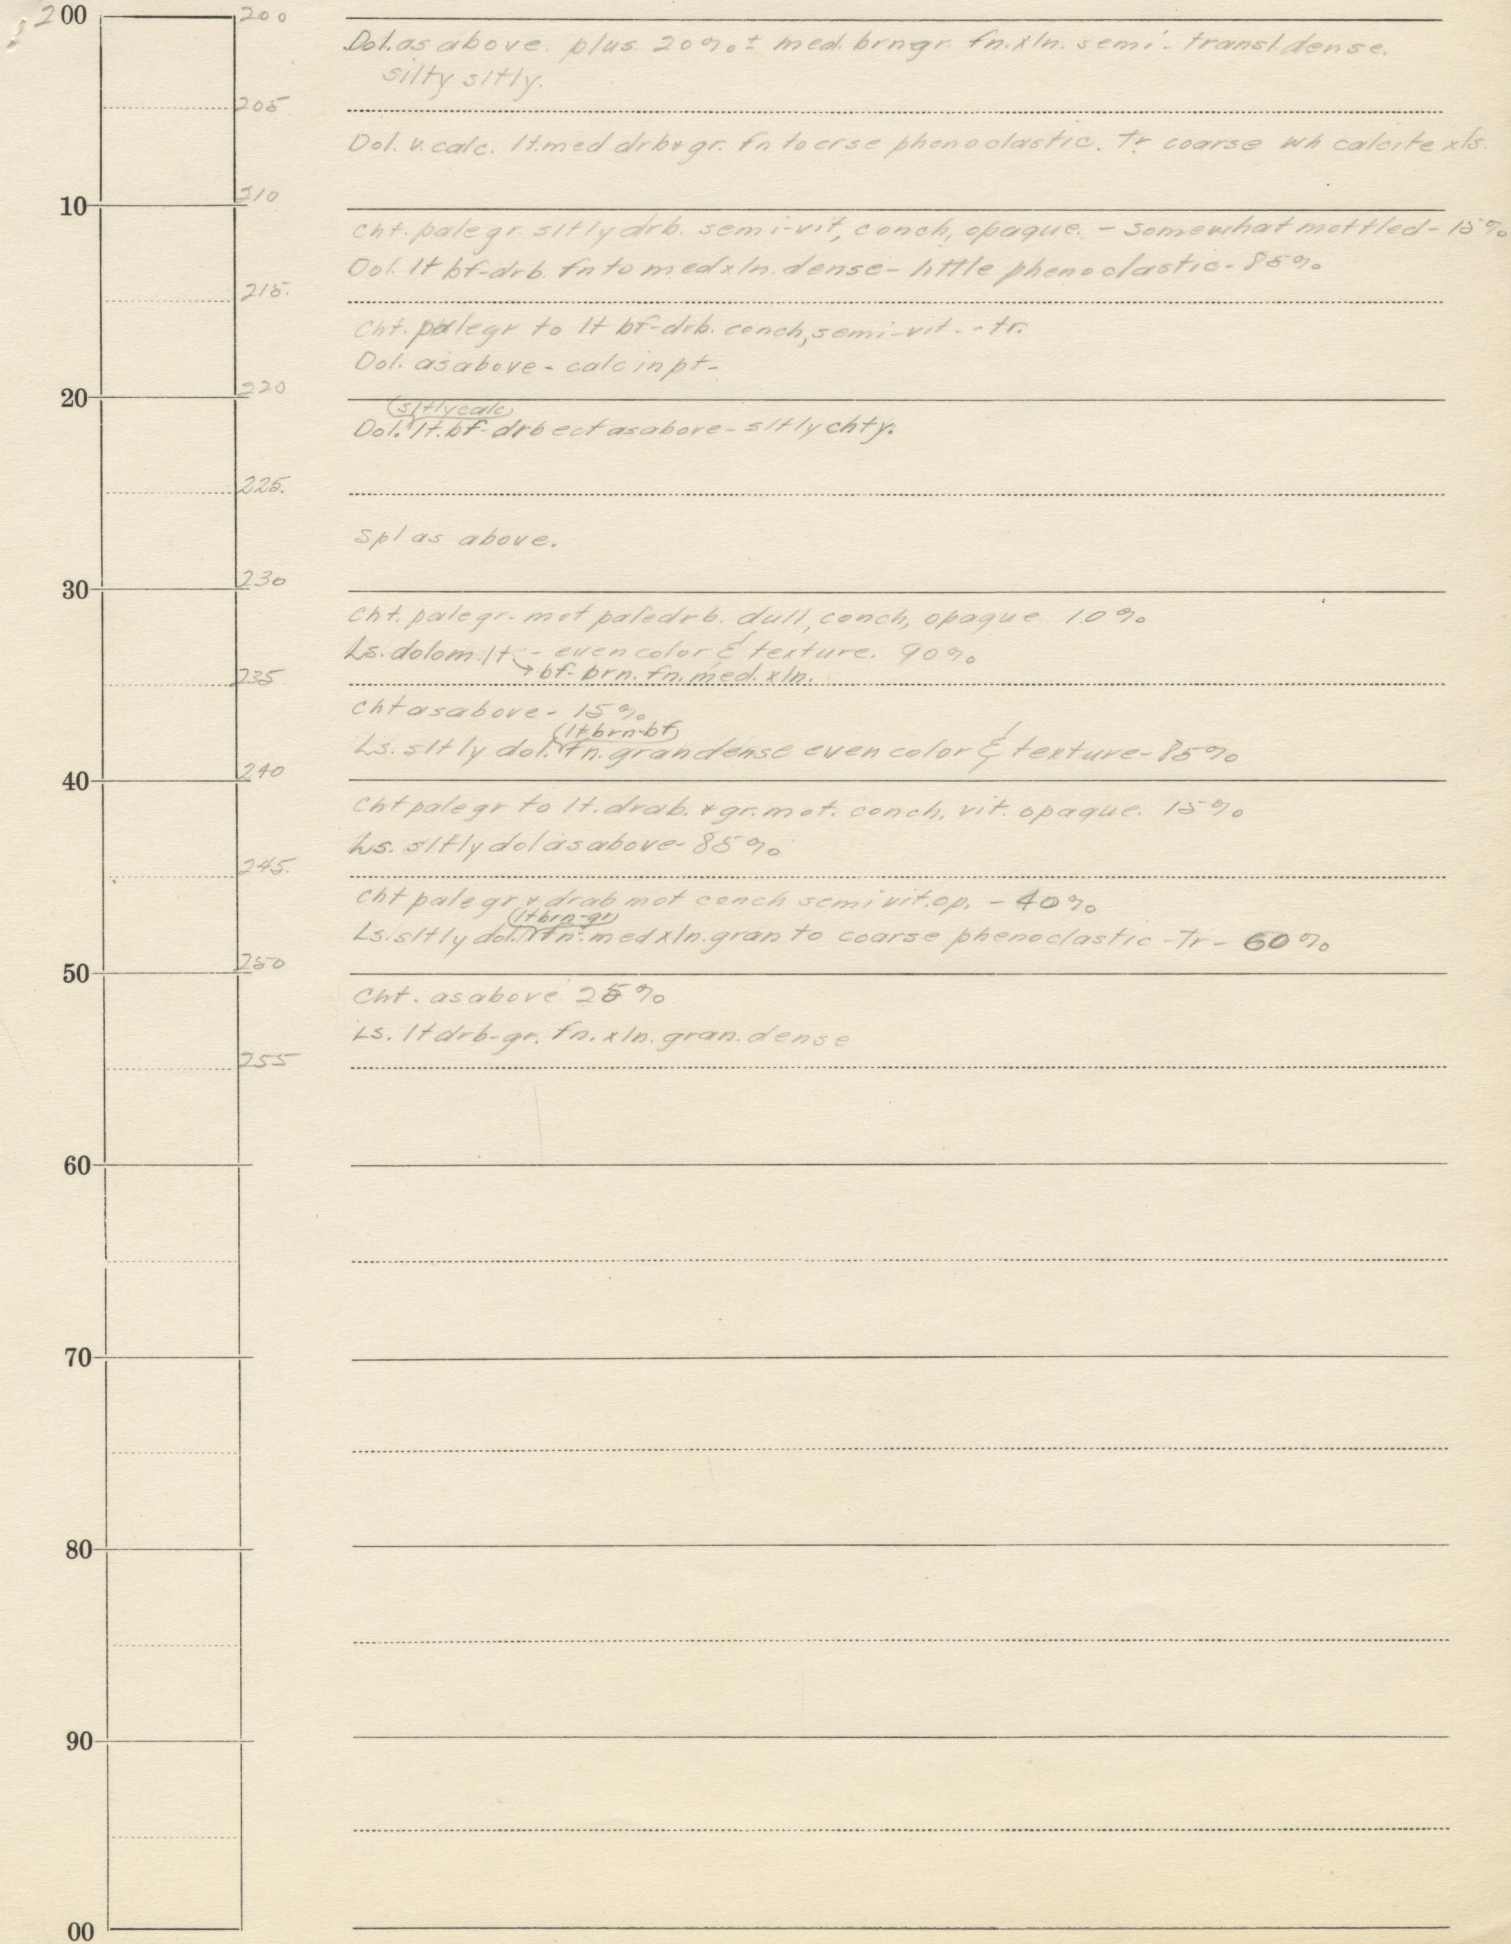 200 200
Dol. as above. plus 20% ± med. brngr. fn. xln. semi-transl. dense.
silty sltly.
205
Dol. v. calc. lt. med drb & gr. fn to crse phenoclastic. Tr coarse wh calcite xls.
10 210
Cht. pale gr. sltly drb. semi-vit, conch, opaque. - somewhat mottled - 15%
Dol. lt bf-drb. fn to med xln. dense - little phenoclastic - 85%
215.
Cht. pale gr to lt bf-drb. conch, semi-vit - - tr.
Dol. as above - calc in pt -
20 220
(sltly calc)
Dol. lt. bf-drb ect as above - sltly chty.
225.
Spl as above.
30 230
Cht. pale gr - mot pale drb. dull, conch, opaque 10%
Ls. dolom. lt - even color & texture. 90%
235 → bf-brn. fn. med. xln.
Cht as above - 15%
(lt brn-bf)
Ls. sltly dol. fn. gran dense even color & texture - 85%
40 240
Cht pale gr to lt. drab. & gr. mot. conch, vit. opaque. 15%
Ls. sltly dol as above - 85%
245.
Cht pale gr & drab mot conch semi vit. op. - 40%
(lt brn-gr)
Ls. sltly dol. fn - med xln. gran to coarse phenoclastic - Tr - 60%
50 250
Cht. as above 25%
Ls. lt drb-gr. fn. xln. gran. dense
255
60
70
80
90
00